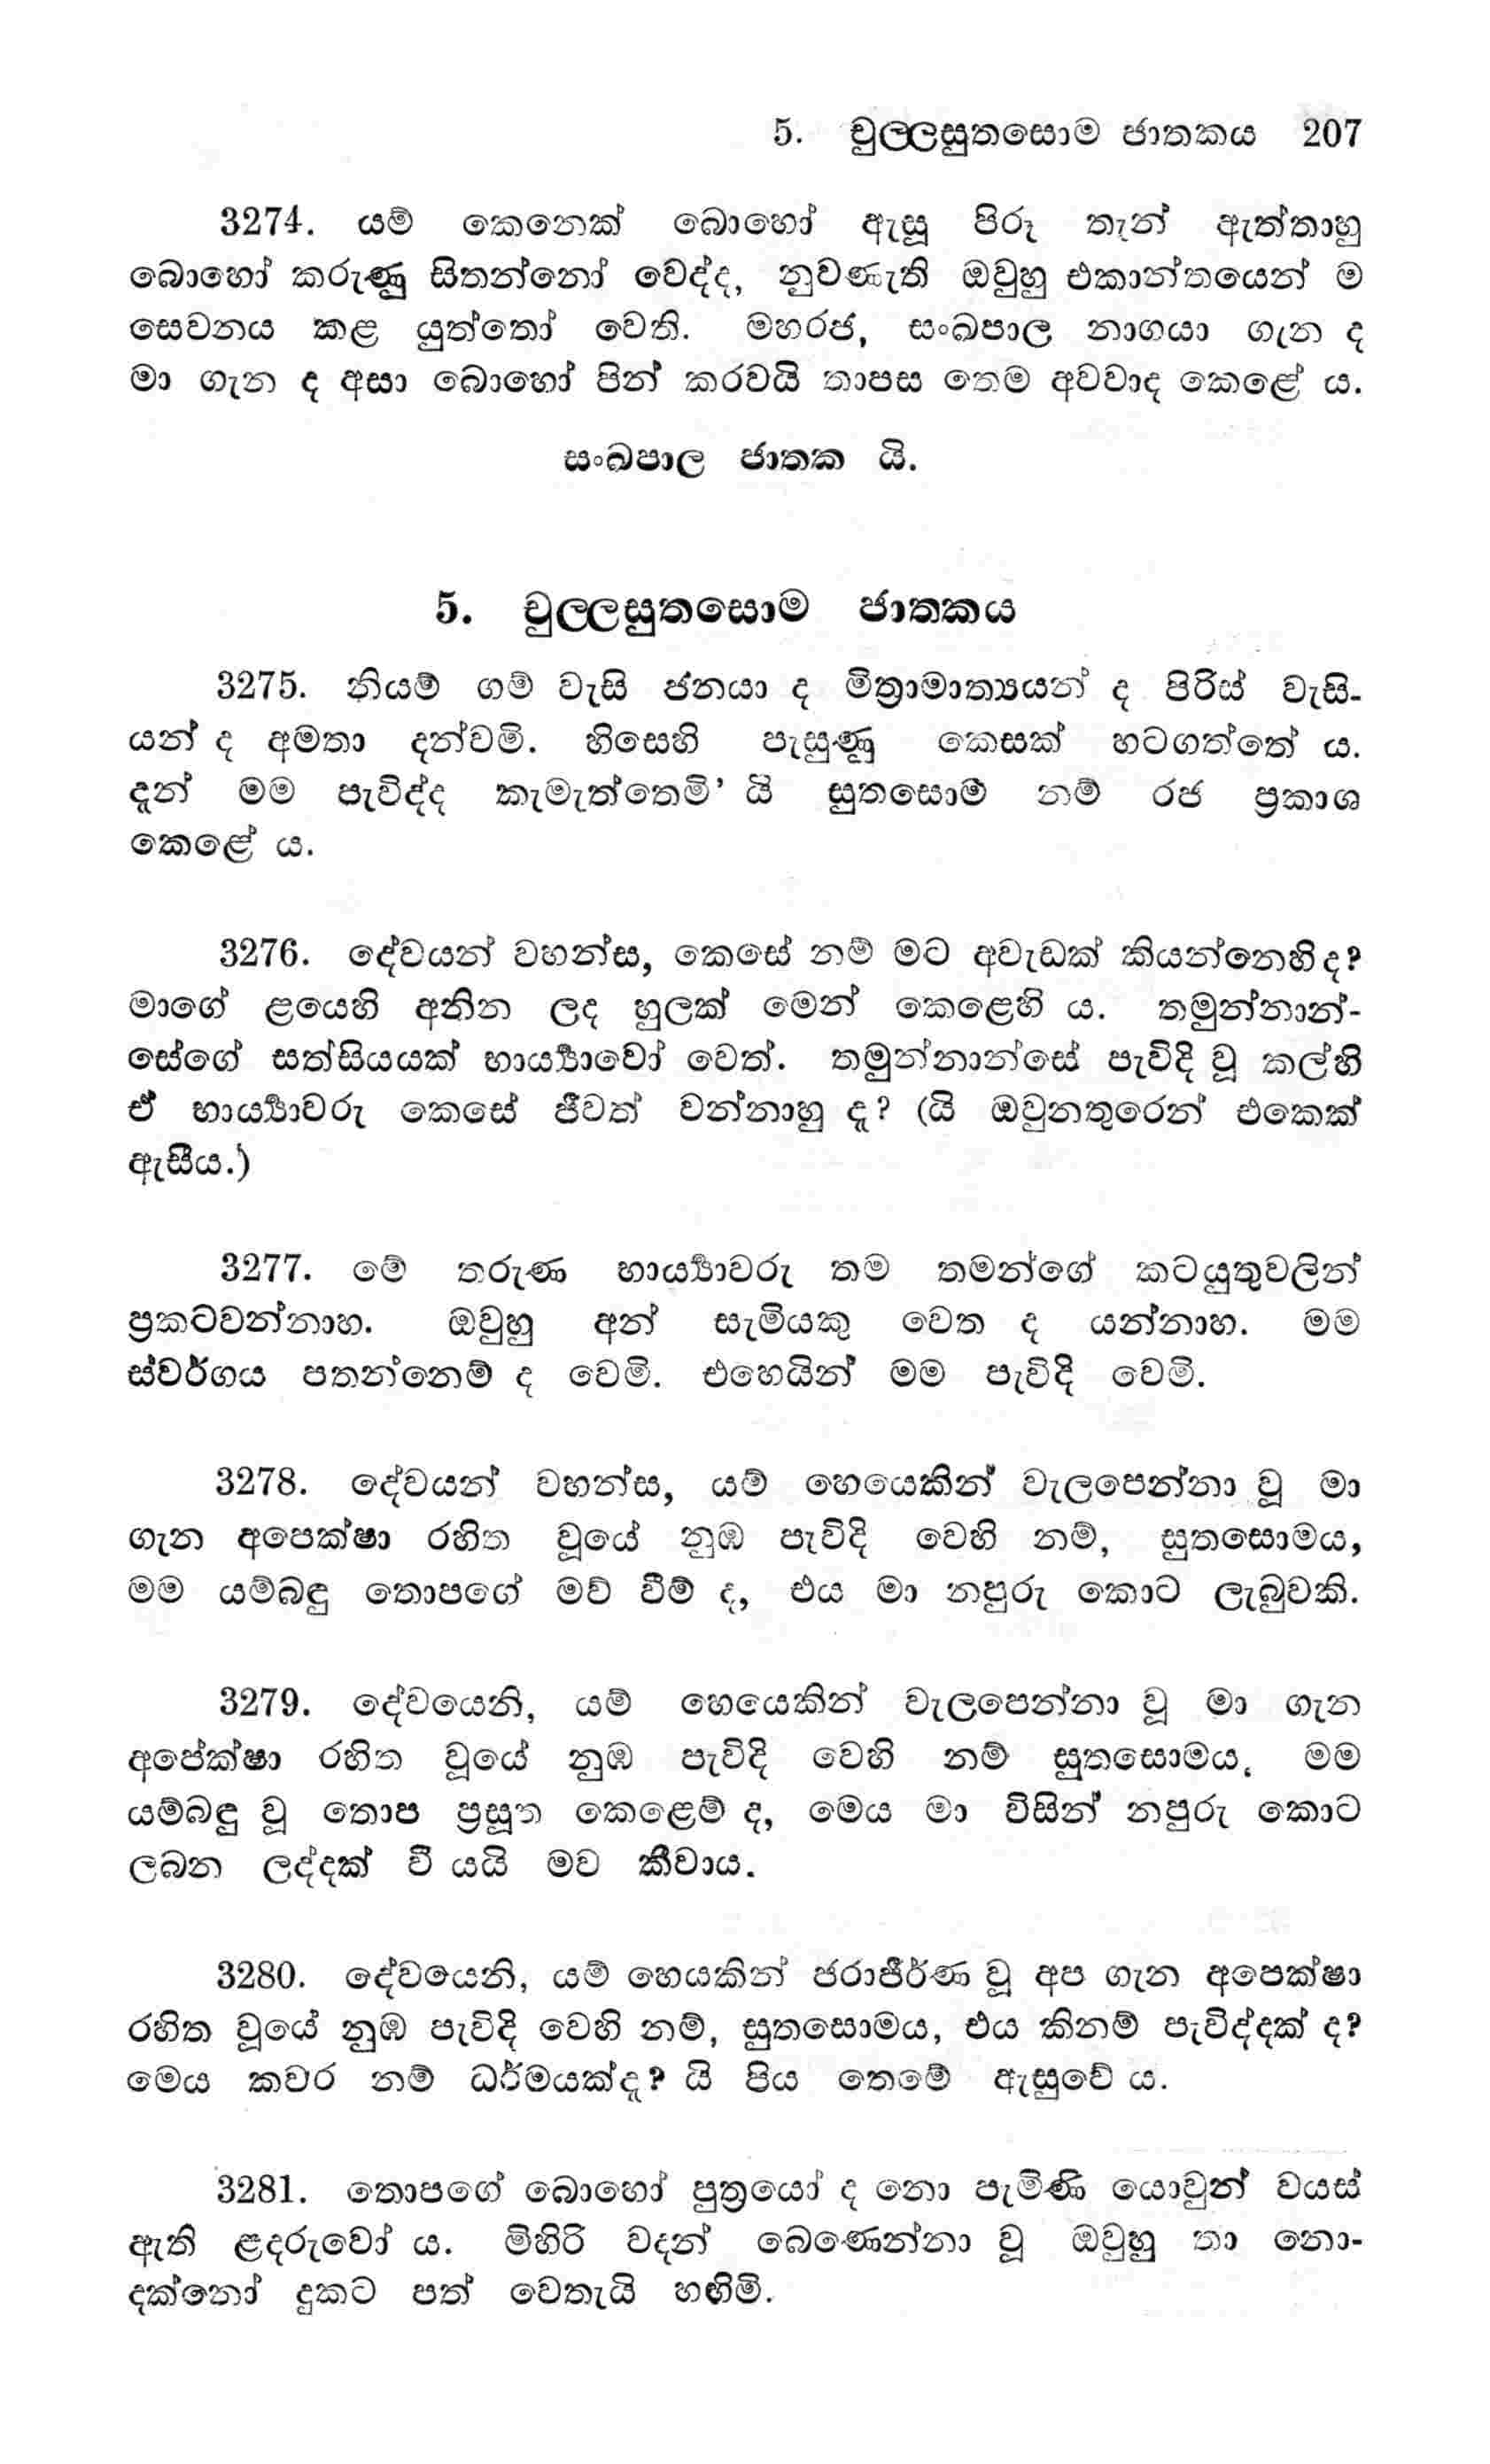 5. චුල්ලසුතසොම ජාතකය 207
3274. යම් කෙනෙක් බොහෝ ඇසූ පිරූ තැන් ඇත්තාහු
බොහෝ කරුණු සිතන්නෝ වෙද්ද, නුවණැති ඔවුහු එකාන්තයෙන් ම
සෙවනය කළ යුත්තෝ වෙති. මහරජ, සංඛපාල නාගයා ගැන ද
මා ගැන ද අසා බොහෝ පින් කරවයි තාපස තෙම අවවාද කෙළේ ය.
සංඛපාල ජාතක යි.
5. චුල්ලසුතසොම ජාතකය
3275. නියම් ගම් වැසි ජනයා ද මිත්‍රාමාත්‍යයන් ද පිරිස් වැසි-
යන් ද අමතා දන්වමි. හිසෙහි පැසුණු කෙසක් හටගත්තේ ය.
දැන් මම පැවිද්ද කැමැත්තෙමි' යි සුතසොම් නම් රජ ප්‍රකාශ
කෙළේ ය.
3276. දේවයන් වහන්ස, කෙසේ නම් මට අවැඩක් කියන්නෙහිද?
මාගේ ළයෙහි අනින ලද හුලක් මෙන් කෙළෙහි ය. තමුන්නාන්-
සේගේ සත්සියයක් භාර්‍ය්‍යාවෝ වෙත්. තමුන්නාන්සේ පැවිදි වූ කල්හි
ඒ භාර්‍ය්‍යාවරු කෙසේ ජීවත් වන්නාහු ද? (යි ඔවුනතුරෙන් එකෙක්
ඇසීය.)
3277. මේ තරුණ භාර්‍ය්‍යාවරු තම තමන්ගේ කටයුතුවලින්
ප්‍රකටවන්නාහ. ඔවුහු අන් සැමියකු වෙත ද යන්නාහ. මම
ස්වර්ගය පතන්නෙම් ද වෙමි. එහෙයින් මම පැවිදි වෙමි.
3278. දේවයන් වහන්ස, යම් හෙයෙකින් වැලපෙන්නා වූ මා
ගැන අපෙක්ෂා රහිත වූයේ නුඹ පැවිදි වෙහි නම්, සුතසොමය,
මම යම්බඳු තොපගේ මව් වීම් ද, එය මා නපුරු කොට ලැබුවකි.
3279. දේවයෙනි, යම් හෙයෙකින් වැලපෙන්නා වූ මා ගැන
අපේක්ෂා රහිත වූයේ නුඹ පැවිදි වෙහි නම් සුතසොමය, මම
යම්බඳු වූ තොප ප්‍රසූත කෙළෙම් ද, මෙය මා විසින් නපුරු කොට
ලබන ලද්දක් වී යයි මව කීවාය.
3280. දේවයෙනි, යම් හෙයකින් ජරාජීර්ණ වූ අප ගැන අපෙක්ෂා
රහිත වූයේ නුඹ පැවිදි වෙහි නම්, සුතසොමය, එය කිනම් පැවිද්දක් ද?
මෙය කවර නම් ධර්මයක්ද? යි පිය තෙමේ ඇසුවේ ය.
3281. තොපගේ බොහෝ පුත්‍රයෝ ද නො පැමිණි යොවුන් වයස්
ඇති ළදරුවෝ ය. මිහිරි වදන් බෙණෙන්නා වූ ඔවුහු තා නො-
දක්නෝ දුකට පත් වෙතැයි හඟිමි.